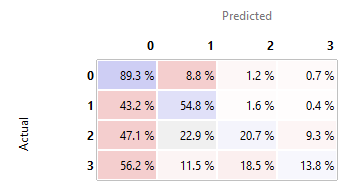 Predicted
0 1 2 3
0 89.3 % 8.8 % 1.2 % 0.7 %
1 43.2 % 54.8 % 1.6 % 0.4 %
2 47.1 % 22.9 % 20.7 % 9.3 %
3 56.2 % 11.5 % 18.5 % 13.8 %
Actual